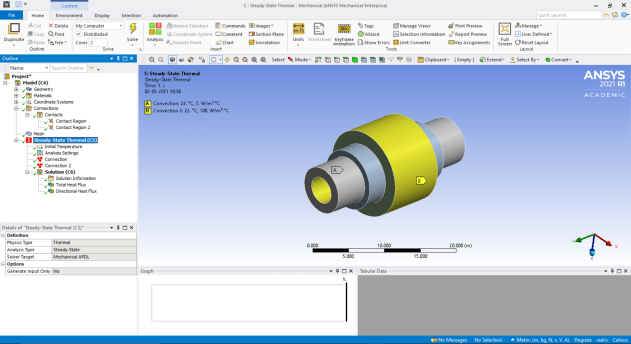 C : Steady-State Thermal - Mechanical [ANSYS Mechanical Enterprise]
Context
File Home Environment Display Selection Automation
Quick Launch
Duplicate
Cut
Copy
Paste
Delete
Find
Tree
Outline
My Computer
Distributed
Cores 2
Solve
Solve
Analysis
Named Selection
Coordinate System
Remote Point
Commands
Comment
Chart
Images
Section Plane
Annotation
Insert
Units
Worksheet
Keyframe
Animation
Tags
Wizard
Show Errors
Manage Views
Selection Information
Unit Converter
Print Preview
Report Preview
Key Assignments
Tools
Full
Screen
Manage
User Defined
Reset Layout
Layout
Select Mode Clipboard [ Empty ] Extend Select By Convert
Outline
Name Search Outline
Project*
Model (C4)
Geometry
Materials
Coordinate Systems
Connections
Contacts
Contact Region
Contact Region 2
Mesh
Steady-State Thermal (C5)
Initial Temperature
Analysis Settings
Convection
Convection 2
Solution (C6)
Solution Information
Total Heat Flux
Directional Heat Flux
Details of "Steady-State Thermal (C5)"
Definition
Physics Type Thermal
Analysis Type Steady-State
Solver Target Mechanical APDL
Options
Generate Input Only No
C: Steady-State Thermal
Steady-State Thermal
Time: 1. s
A Convection: 22. °C, 5. W/m²·°C
B Convection 2: 22. °C, 100. W/m²·°C
ANSYS
2021 R1
ACADEMIC
A
B
0.000 10.000 20.000 (m)
5.000 15.000
Y
X
Z
Graph
1.
Tabular Data
No Messages No Selection Metric (m, kg, N, s, V, A) Degrees rad/s Celsius